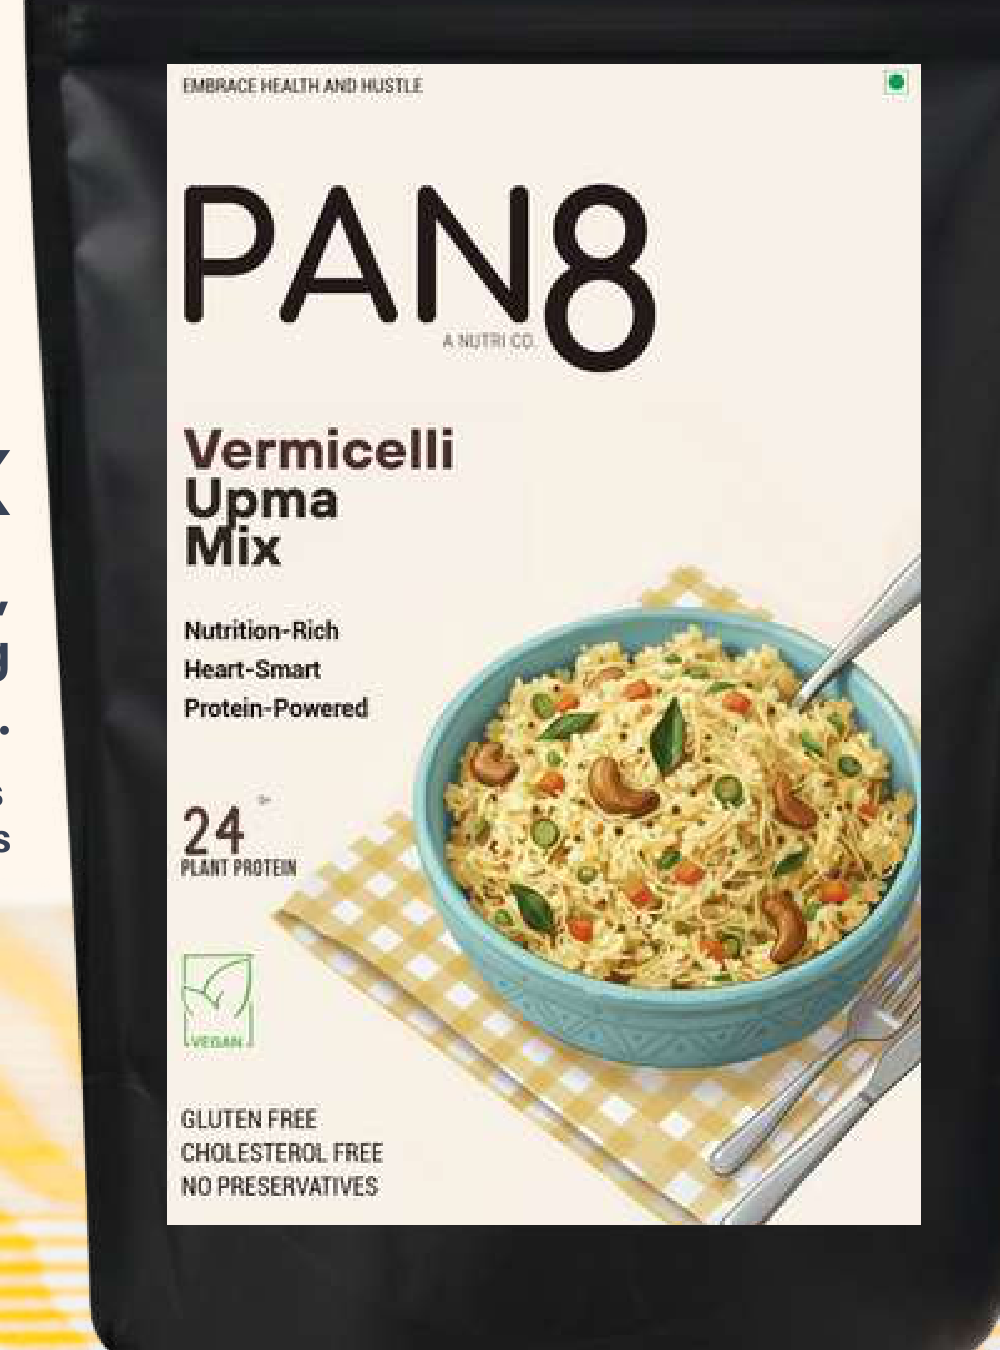 EMBRACE HEALTH AND HUSTLE
PAN8
A NUTRI CO.
Vermicelli
Upma
Mix
Nutrition-Rich
Heart-Smart
Protein-Powered
24
PLANT PROTEIN
VEGAN
GLUTEN FREE
CHOLESTEROL FREE
NO PRESERVATIVES